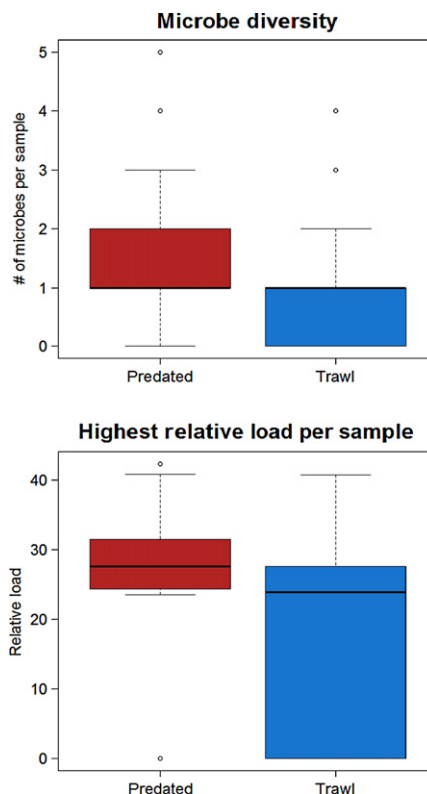 Microbe diversity
# of microbes per sample
5
4
3
2
1
0
Predated Trawl
Highest relative load per sample
Relative load
40
30
20
10
0
Predated Trawl